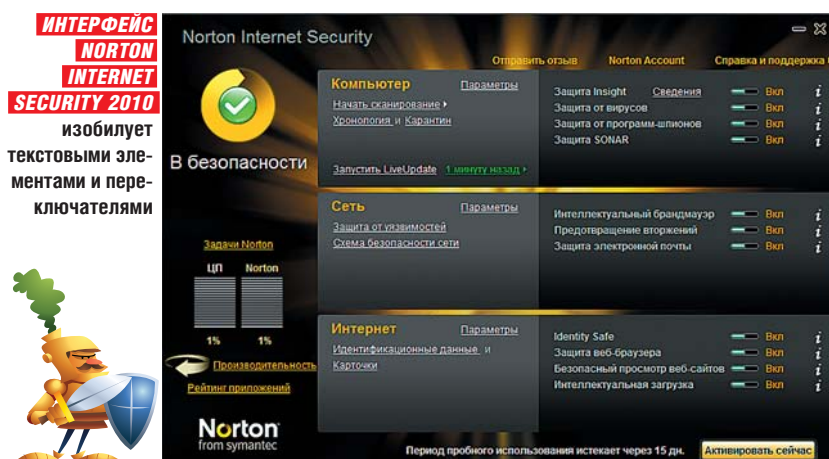 ИНТЕРФЕЙС
NORTON
INTERNET
SECURITY 2010
изобилует
текстовыми эле-
ментами и пере-
ключателями
Norton Internet Security
Отправить отзыв Norton Account Справка и поддержка
В безопасности
Задачи Norton
ЦП Norton
1% 1%
Производительность
Рейтинг приложений
Norton
from symantec
Компьютер Параметры
Начать сканирование
Хронология и Карантин
Запустить LiveUpdate 1 минуту назад
Защита Insight Сведения Вкл i
Защита от вирусов Вкл i
Защита от программ-шпионов Вкл i
Защита SONAR Вкл i
Сеть Параметры
Защита от уязвимостей
Схема безопасности сети
Интеллектуальный брандмауэр Вкл i
Предотвращение вторжений Вкл i
Защита электронной почты Вкл i
Интернет Параметры
Идентификационные данные и
Карточки
Identity Safe Вкл i
Защита веб-браузера Вкл i
Безопасный просмотр веб-сайтов Вкл i
Интеллектуальная загрузка Вкл i
Период пробного использования истекает через 15 дн. Активировать сейчас